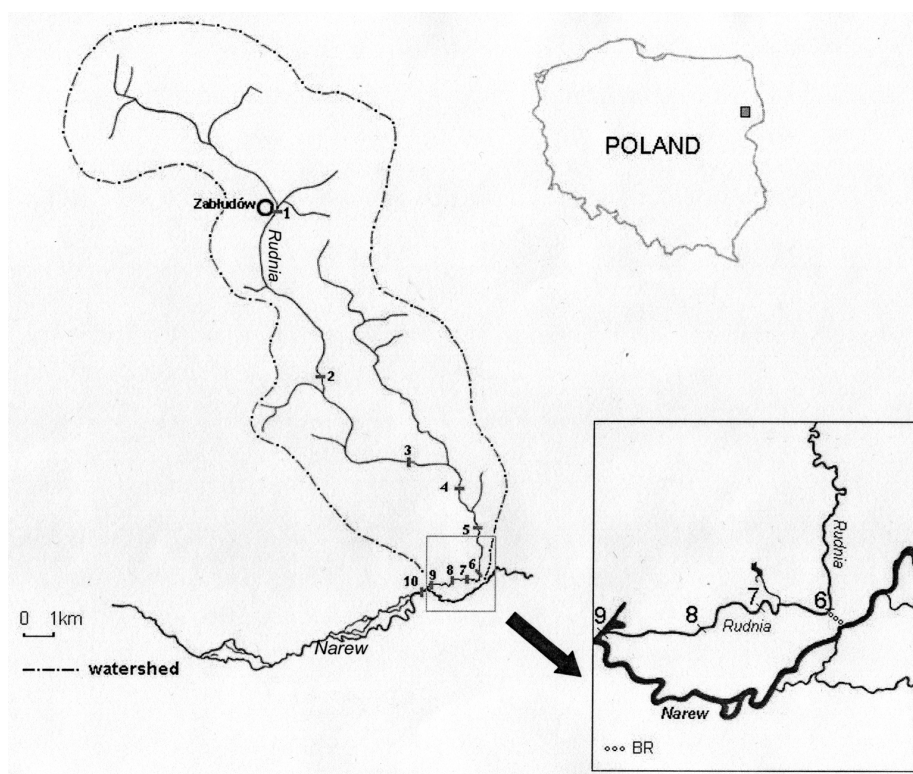 POLAND
Zabłudów
1
Rudnia
2
3
4
5
6
7
8
9
10
0 1km
Narew
watershed
Rudnia
6
7
8
9
Rudnia
Narew
BR